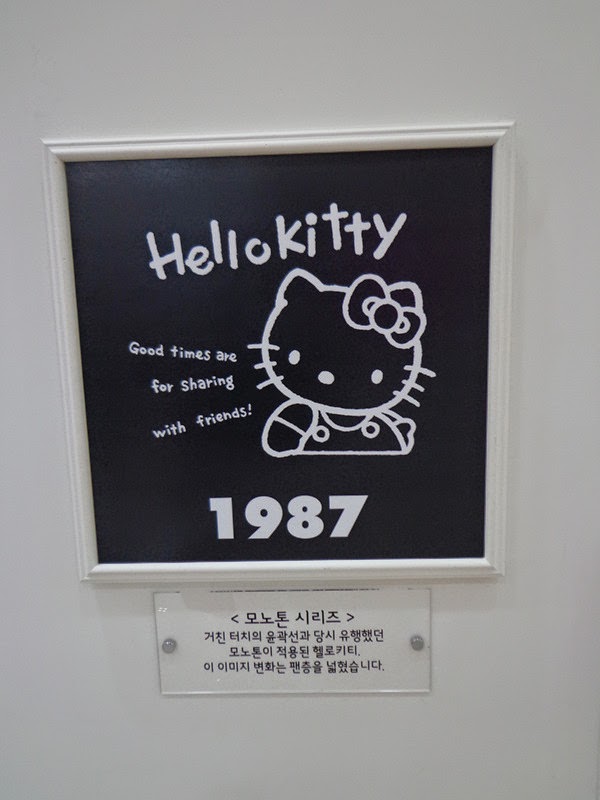 Hello Kitty
Good times are
for sharing
with friends!
1987
< 모노톤 시리즈 >
거친 터치의 윤곽선과 당시 유행했던
모노톤이 적용된 헬로키티.
이 이미지 변화는 팬층을 넓혔습니다.